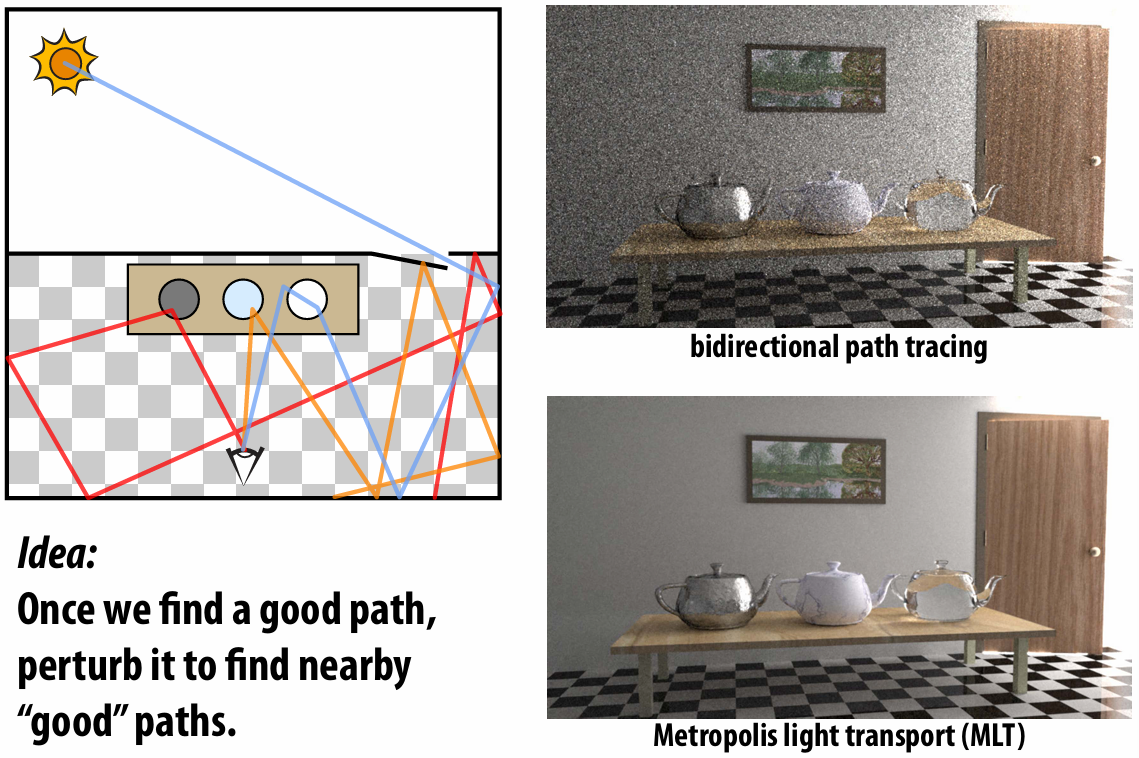 bidirectional path tracing
Idea:
Once we find a good path,
perturb it to find nearby
“good” paths.
Metropolis light transport (MLT)